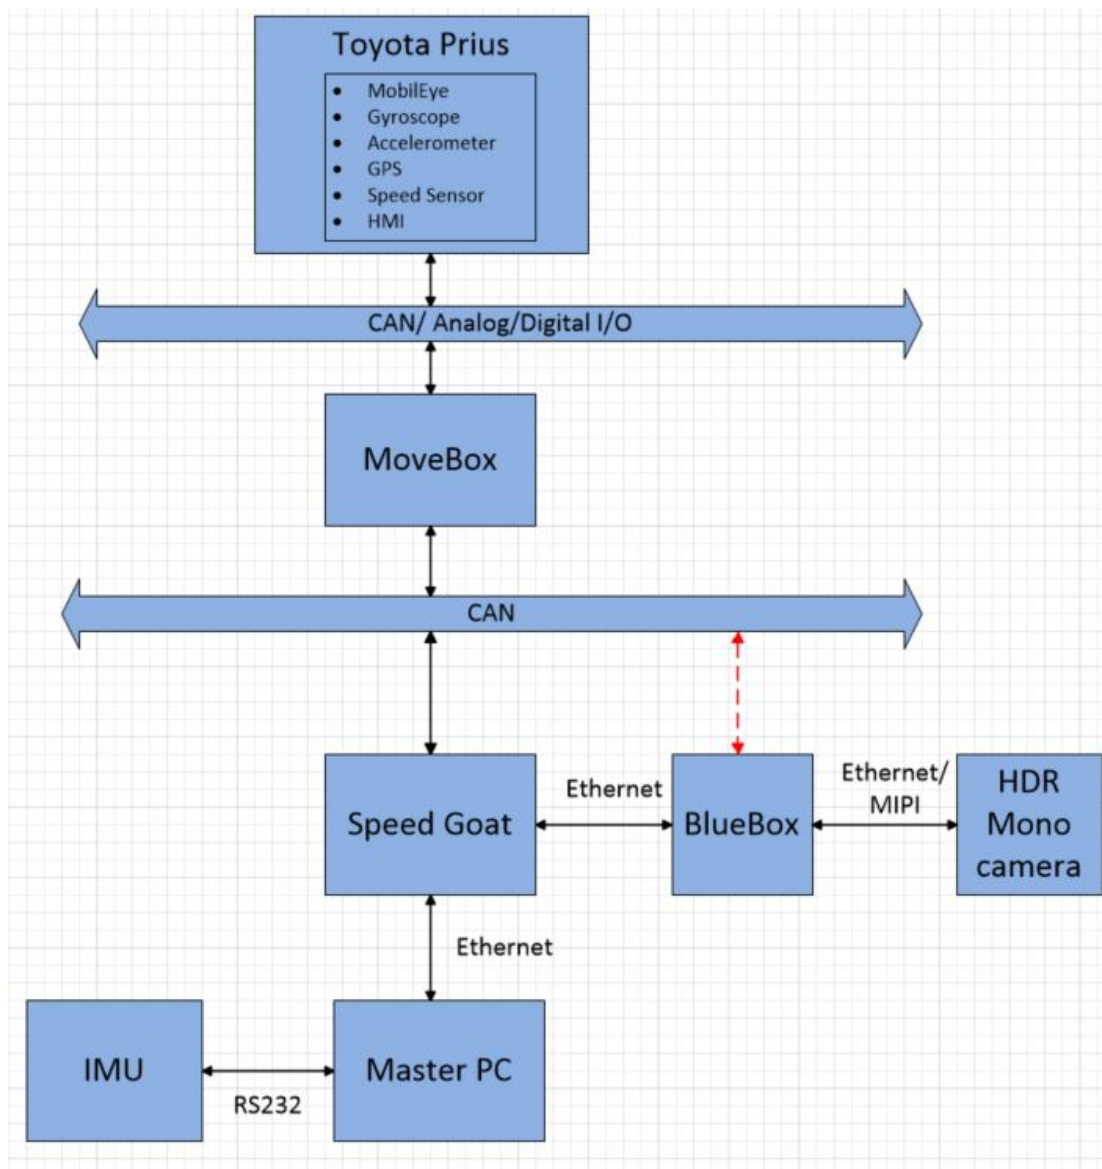 Toyota Prius
• MobilEye
• Gyroscope
• Accelerometer
• GPS
• Speed Sensor
• HMI
CAN/ Analog/Digital I/O
MoveBox
CAN
Speed Goat
Ethernet
BlueBox
Ethernet/
MIPI
HDR
Mono
camera
Ethernet
IMU
RS232
Master PC